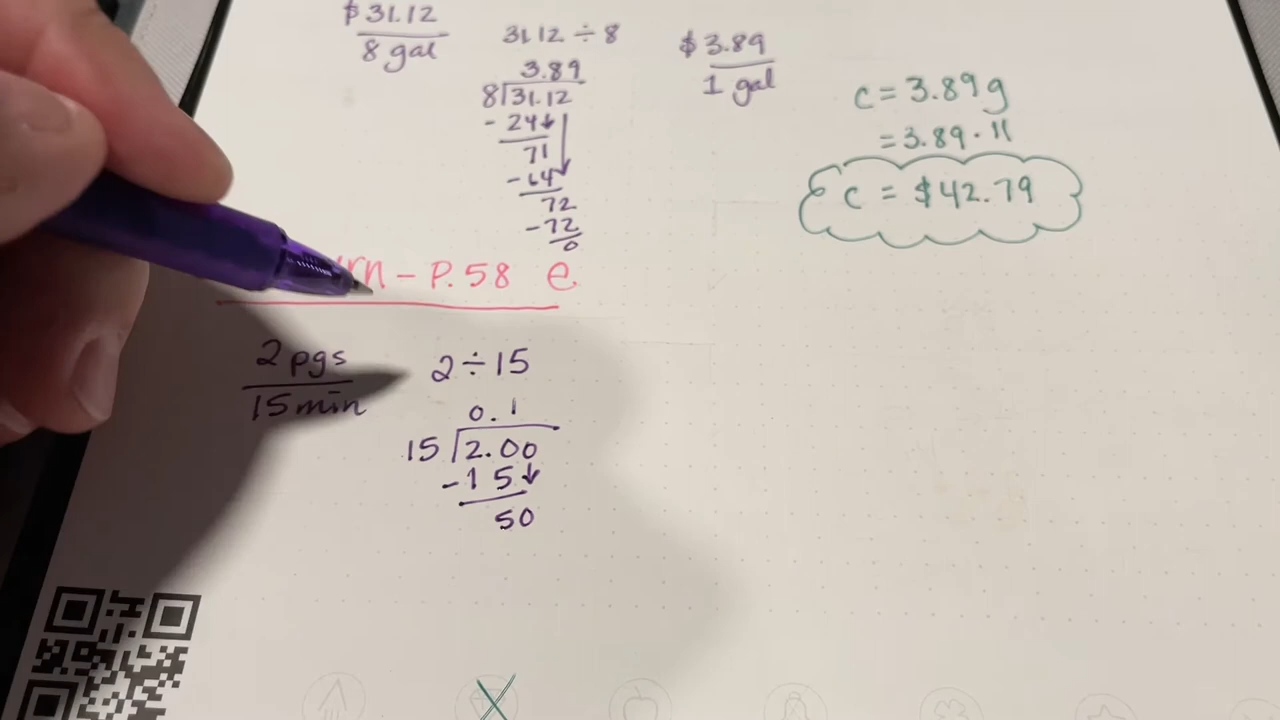 $31.12
8 gal
31.12 ÷ 8
3.89
8 31.12
- 24
71
- 64
72
- 72
0
$3.89
1 gal
c = 3.89g
= 3.89 · 11
c = $42.79
- P. 58 e
2 pgs
15 min
2 ÷ 15
0.1
15 2.00
- 1 5
50